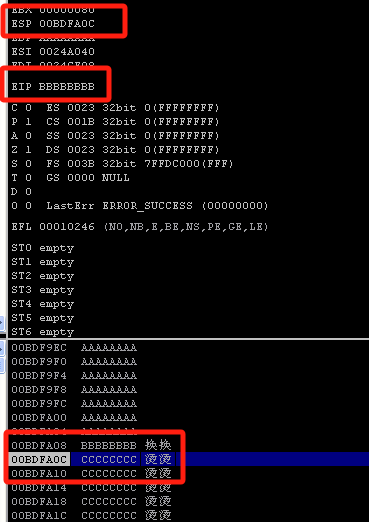 EBX 00000080
ESP 00BDFA0C
EBP AAAAAAAA
ESI 0024A040
EIP BBBBBBBB
C 0 ES 0023 32bit 0(FFFFFFFF)
P 1 CS 001B 32bit 0(FFFFFFFF)
A 0 SS 0023 32bit 0(FFFFFFFF)
Z 1 DS 0023 32bit 0(FFFFFFFF)
S 0 FS 003B 32bit 7FFDC000(FFF)
T 0 GS 0000 NULL
D 0
O 0 LastErr ERROR_SUCCESS (00000000)
EFL 00010246 (NO,NB,E,BE,NS,PE,GE,LE)
ST0 empty
ST1 empty
ST2 empty
ST3 empty
ST4 empty
ST5 empty
ST6 empty
00BDF9EC AAAAAAAA
00BDF9F0 AAAAAAAA
00BDF9F4 AAAAAAAA
00BDF9F8 AAAAAAAA
00BDF9FC AAAAAAAA
00BDFA00 AAAAAAAA
00BDFA04 AAAAAAAA
00BDFA08 BBBBBBBB 换换
00BDFA0C CCCCCCCC 烫烫
00BDFA10 CCCCCCCC 烫烫
00BDFA14 CCCCCCCC 烫烫
00BDFA18 CCCCCCCC 烫烫
00BDFA1C CCCCCCCC 烫烫